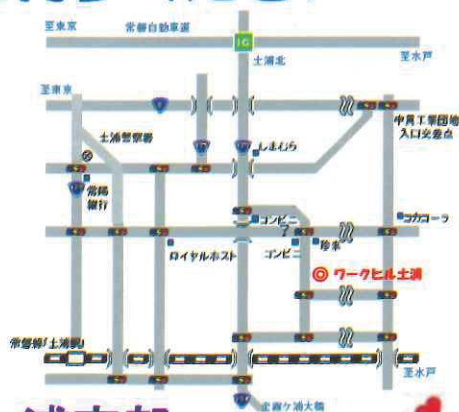 至東京
常磐自動車道
IC
土浦北
至水戸
至東京
中貫工業団地
入口交差点
土浦警察署
しまむら
常陽
銀行
コンビニ
コカコーラ
ロイヤルホスト
コンビニ
珍来
ワークヒル土浦
常磐線「土浦駅」
至水戸
至霞ケ浦大橋